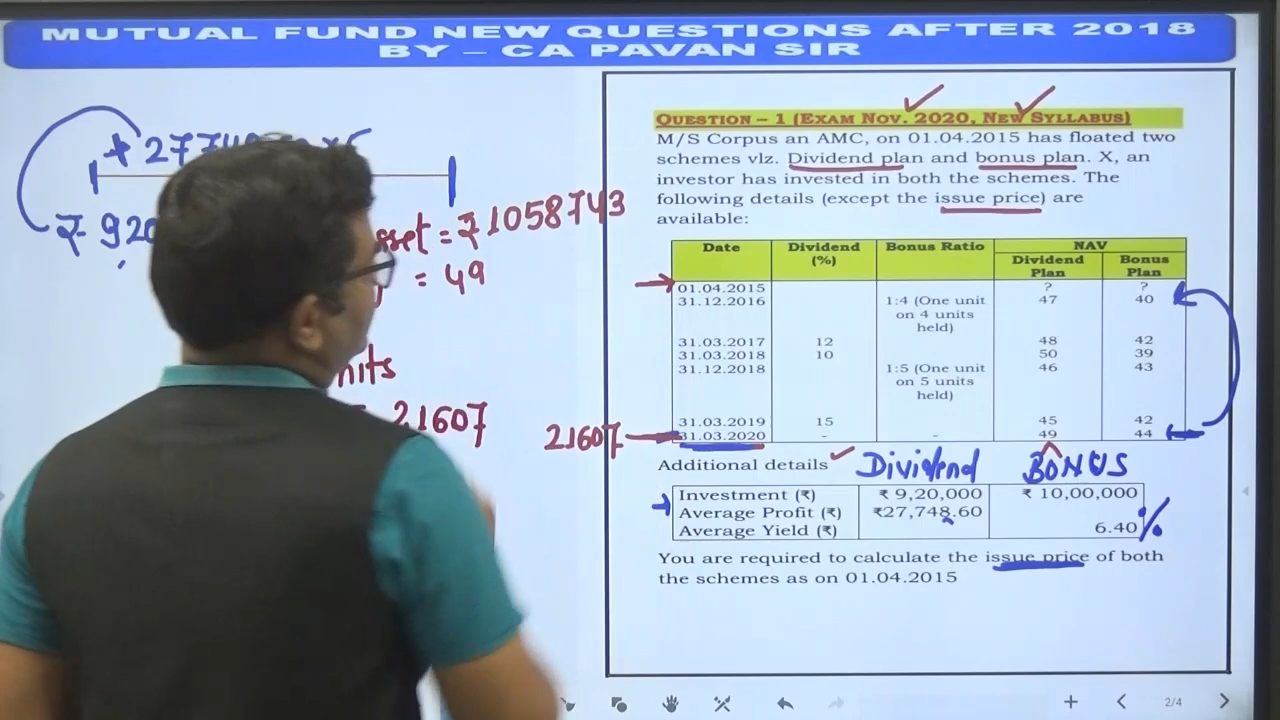 MUTUAL FUND NEW QUESTIONS AFTER 2018
BY – CA PAVAN SIR
₹ 920
= ₹1058743
= 49
21607
QUESTION – 1 (EXAM NOV. 2020, NEW SYLLABUS)
M/S Corpus an AMC, on 01.04.2015 has floated two
schemes vlz. Dividend plan and bonus plan. X, an
investor has invested in both the schemes. The
following details (except the issue price) are
available:
Date Dividend (%) Bonus Ratio NAV
Dividend Plan Bonus Plan
01.04.2015 ? ?
31.12.2016 1:4 (One unit on 4 units held) 47 40
31.03.2017 12 48 42
31.03.2018 10 50 39
31.12.2018 1:5 (One unit on 5 units held) 46 43
31.03.2019 15 45 42
21607 31.03.2020 - - 49 44
Additional details Dividend BONUS
Investment (₹) ₹ 9,20,000 ₹ 10,00,000
Average Profit (₹) ₹27,748.60
Average Yield (₹) 6.40 %
You are required to calculate the issue price of both
the schemes as on 01.04.2015
2/4